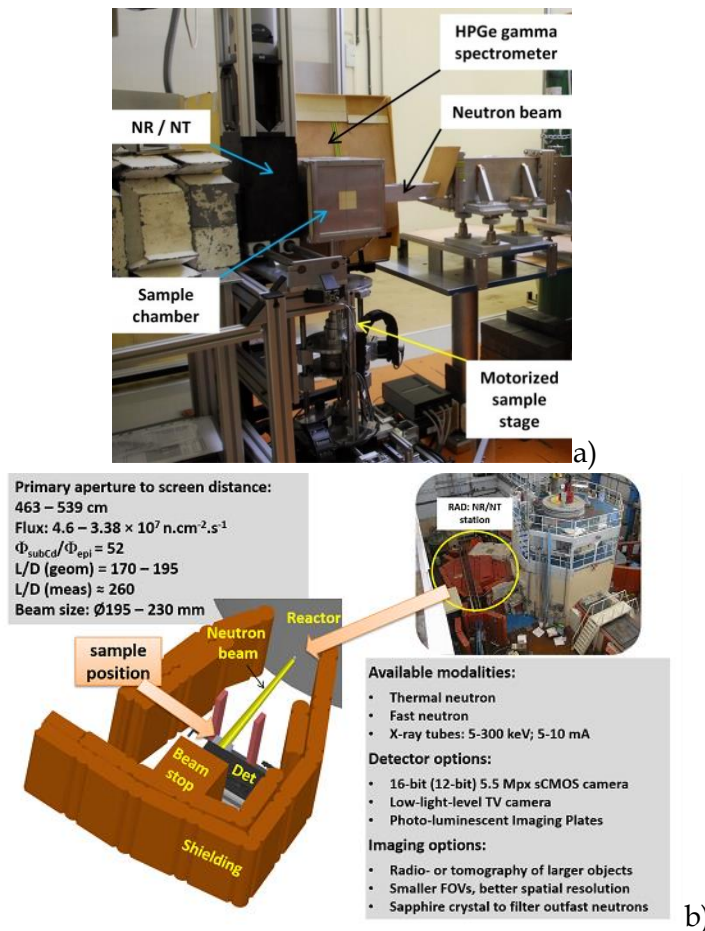 HPGe gamma
spectrometer
Neutron beam
NR / NT
Sample
chamber
Motorized
sample
stage
a)
Primary aperture to screen distance:
463 – 539 cm
Flux: 4.6 – 3.38 × 10⁷ n.cm⁻².s⁻¹
Φsubcd/Φepi = 52
L/D (geom) = 170 – 195
L/D (meas) ≈ 260
Beam size: Ø195 – 230 mm
RAD: NR/NT
station
Reactor
Neutron
beam
sample
position
Beam
stop
Det
Shielding
Available modalities:
• Thermal neutron
• Fast neutron
• X-ray tubes: 5-300 keV; 5-10 mA
Detector options:
• 16-bit (12-bit) 5.5 Mpx sCMOS camera
• Low-light-level TV camera
• Photo-luminescent Imaging Plates
Imaging options:
• Radio- or tomography of larger objects
• Smaller FOVs, better spatial resolution
• Sapphire crystal to filter outfast neutrons
b)